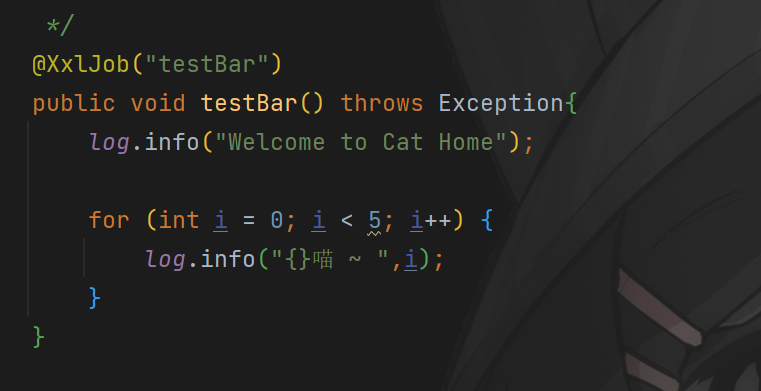 */
@XxlJob("testBar")
public void testBar() throws Exception{
log.info("Welcome to Cat Home");
for (int i = 0; i < 5; i++) {
log.info("{}喵 ~ ",i);
}
}